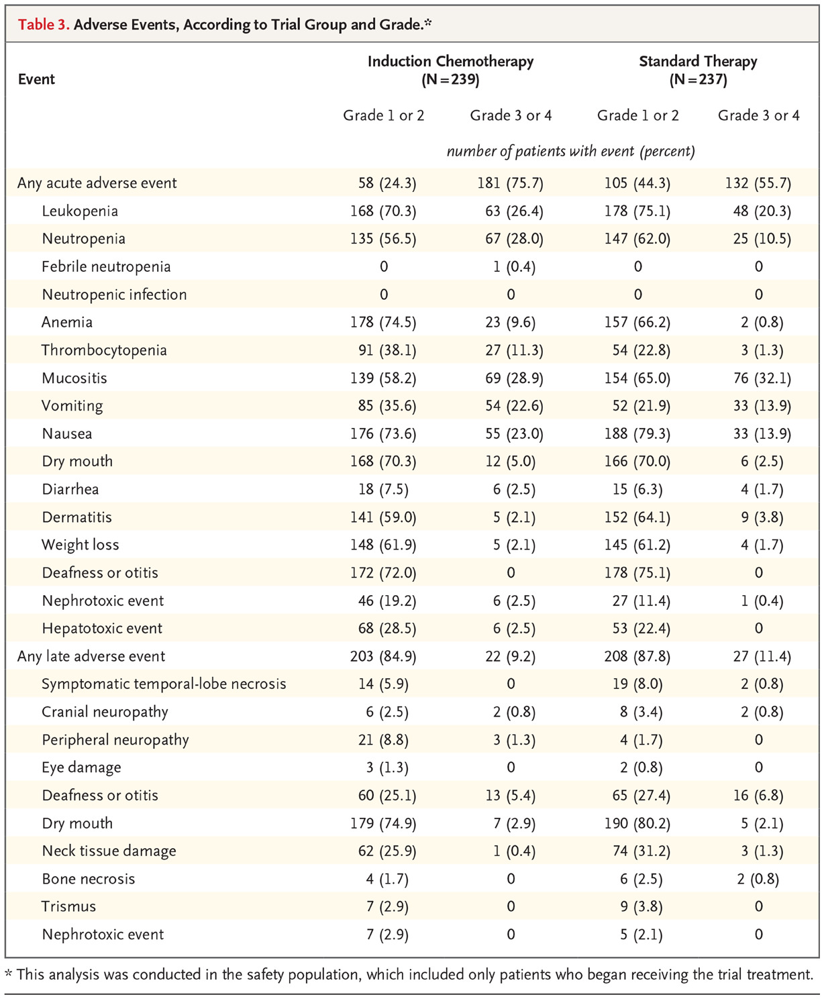 Table 3. Adverse Events, According to Trial Group and Grade.*
Event Induction Chemotherapy (N=239) Standard Therapy (N=237)
Grade 1 or 2 Grade 3 or 4 Grade 1 or 2 Grade 3 or 4
number of patients with event (percent)
Any acute adverse event 58 (24.3) 181 (75.7) 105 (44.3) 132 (55.7)
Leukopenia 168 (70.3) 63 (26.4) 178 (75.1) 48 (20.3)
Neutropenia 135 (56.5) 67 (28.0) 147 (62.0) 25 (10.5)
Febrile neutropenia 0 1 (0.4) 0 0
Neutropenic infection 0 0 0 0
Anemia 178 (74.5) 23 (9.6) 157 (66.2) 2 (0.8)
Thrombocytopenia 91 (38.1) 27 (11.3) 54 (22.8) 3 (1.3)
Mucositis 139 (58.2) 69 (28.9) 154 (65.0) 76 (32.1)
Vomiting 85 (35.6) 54 (22.6) 52 (21.9) 33 (13.9)
Nausea 176 (73.6) 55 (23.0) 188 (79.3) 33 (13.9)
Dry mouth 168 (70.3) 12 (5.0) 166 (70.0) 6 (2.5)
Diarrhea 18 (7.5) 6 (2.5) 15 (6.3) 4 (1.7)
Dermatitis 141 (59.0) 5 (2.1) 152 (64.1) 9 (3.8)
Weight loss 148 (61.9) 5 (2.1) 145 (61.2) 4 (1.7)
Deafness or otitis 172 (72.0) 0 178 (75.1) 0
Nephrotoxic event 46 (19.2) 6 (2.5) 27 (11.4) 1 (0.4)
Hepatotoxic event 68 (28.5) 6 (2.5) 53 (22.4) 0
Any late adverse event 203 (84.9) 22 (9.2) 208 (87.8) 27 (11.4)
Symptomatic temporal-lobe necrosis 14 (5.9) 0 19 (8.0) 2 (0.8)
Cranial neuropathy 6 (2.5) 2 (0.8) 8 (3.4) 2 (0.8)
Peripheral neuropathy 21 (8.8) 3 (1.3) 4 (1.7) 0
Eye damage 3 (1.3) 0 2 (0.8) 0
Deafness or otitis 60 (25.1) 13 (5.4) 65 (27.4) 16 (6.8)
Dry mouth 179 (74.9) 7 (2.9) 190 (80.2) 5 (2.1)
Neck tissue damage 62 (25.9) 1 (0.4) 74 (31.2) 3 (1.3)
Bone necrosis 4 (1.7) 0 6 (2.5) 2 (0.8)
Trismus 7 (2.9) 0 9 (3.8) 0
Nephrotoxic event 7 (2.9) 0 5 (2.1) 0
* This analysis was conducted in the safety population, which included only patients who began receiving the trial treatment.